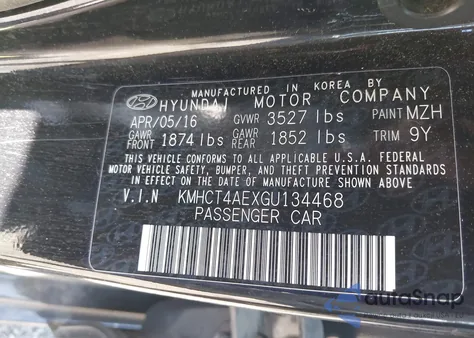 MANUFACTURED IN KOREA BY
HYUNDAI MOTOR COMPANY
APR/05/16 GVWR 3527 lbs PAINT MZH
GAWR FRONT 1874 lbs GAWR REAR 1852 lbs TRIM 9Y
THIS VEHICLE CONFORMS TO ALL APPLICABLE U.S.A. FEDERAL
MOTOR VEHICLE SAFETY, BUMPER, AND THEFT PREVENTION
STANDARDS IN EFFECT ON THE DATE OF MANUFACTURE SHOWN ABOVE.
V.I.N KMHCT4AEXGU134468
PASSENGER CAR
autoSnap